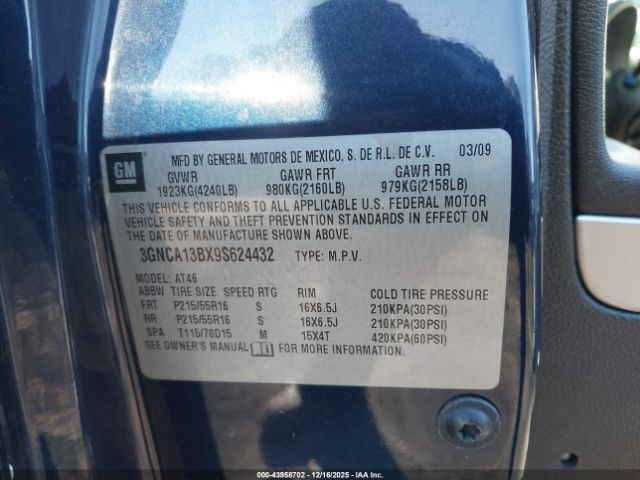 GM
MFD BY GENERAL MOTORS DE MEXICO, S. DE R.L. DE C.V. 03/09
GVWR GAWR FRT GAWR RR
1923KG(4240LB) 980KG(2160LB) 979KG(2158LB)
THIS VEHICLE CONFORMS TO ALL APPLICABLE U.S. FEDERAL MOTOR
VEHICLE SAFETY AND THEFT PREVENTION STANDARDS IN EFFECT ON
THE DATE OF MANUFACTURE SHOWN ABOVE.
3GNCA13BX9S624432 TYPE: M.P.V.
MODEL: AT46
ABBW TIRE SIZE SPEED RTG RIM COLD TIRE PRESSURE
FRT P215/55R16 S 16X6.5J 210KPA(30PSI)
RR P215/55R16 S 16X6.5J 210KPA(30PSI)
SPA T115/70D15 M 15X4T 420KPA(60PSI)
SEE OWNER'S MANUAL FOR MORE INFORMATION.
000-43958702 - 12/16/2025 - IAAI.COM